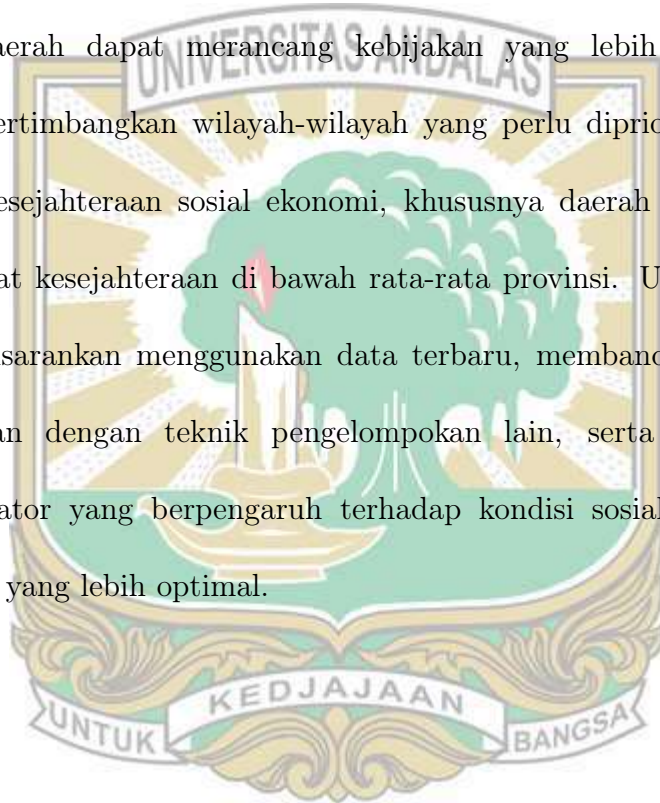 UNIVERSITAS ANDALAS
aerah dapat merancang kebijakan yang lebih
ertimbangkan wilayah-wilayah yang perlu diprio
esejahteraan sosial ekonomi, khususnya daerah
at kesejahteraan di bawah rata-rata provinsi. U
sarankan menggunakan data terbaru, memband
an dengan teknik pengelompokan lain, serta
ator yang berpengaruh terhadap kondisi sosial
yang lebih optimal.
UNTUK KEDJAJAAN BANGSA